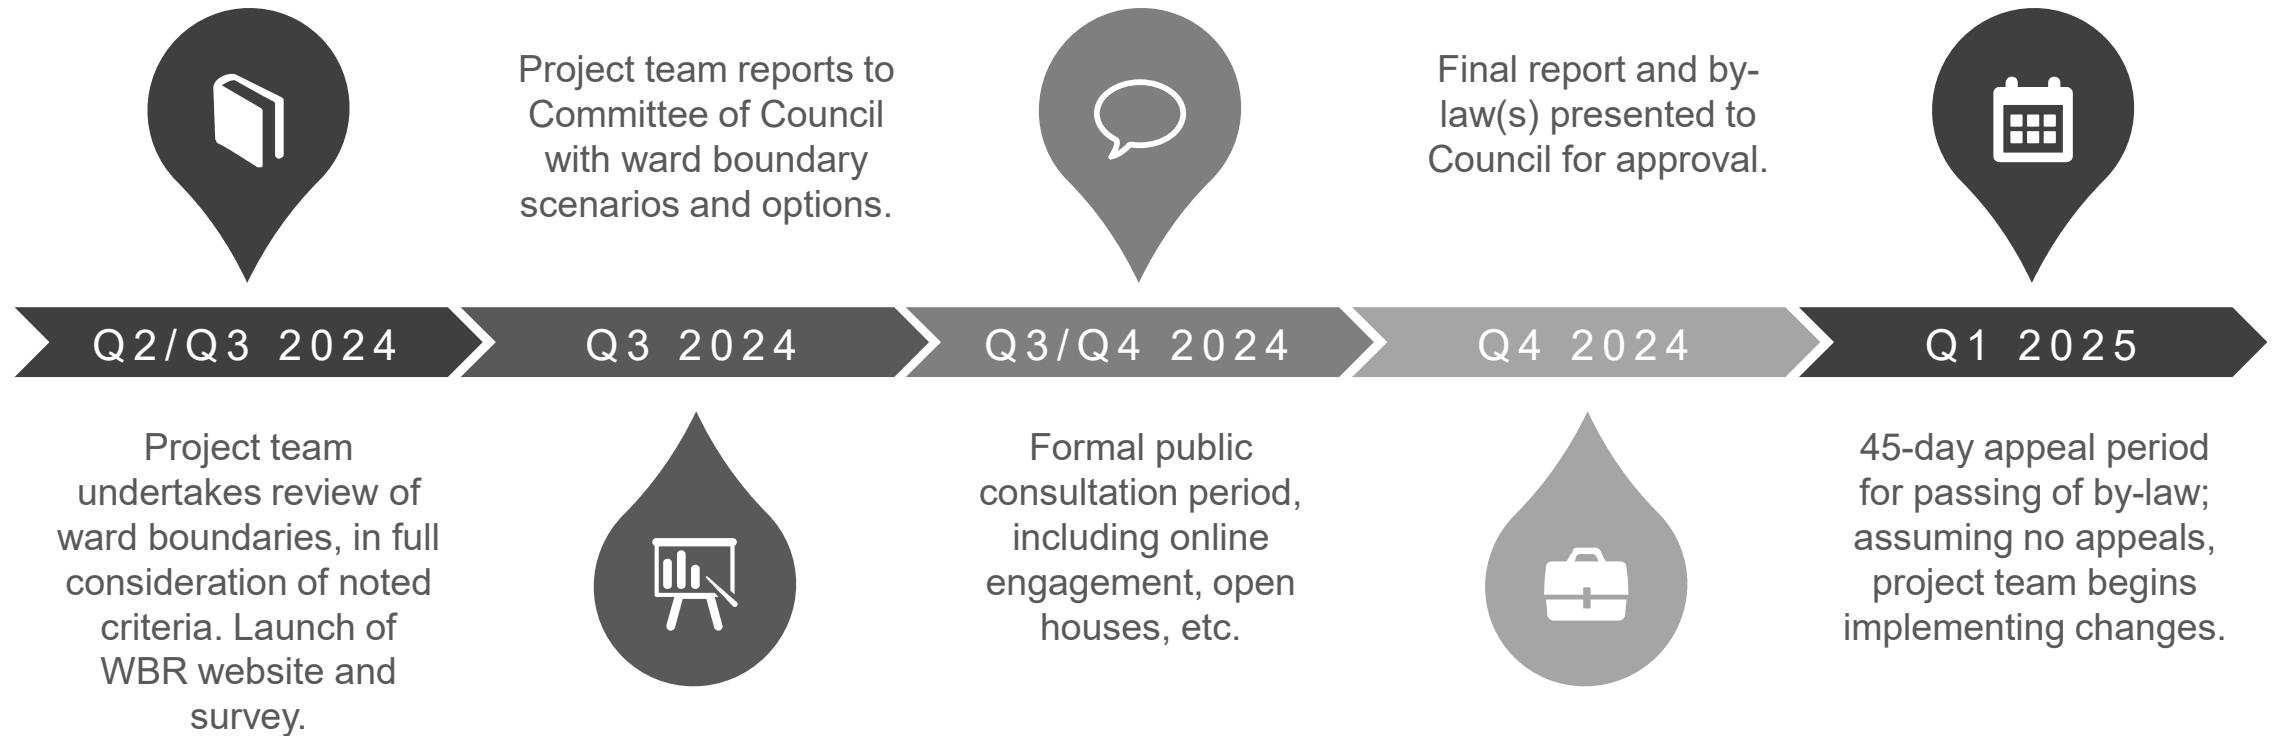 Project team reports to
Committee of Council
with ward boundary
scenarios and options.
Final report and by-
law(s) presented to
Council for approval.
Q2/Q3 2024
Q3 2024
Q3/Q4 2024
Q4 2024
Q1 2025
Project team
undertakes review of
ward boundaries, in full
consideration of noted
criteria. Launch of
WBR website and
survey.
Formal public
consultation period,
including online
engagement, open
houses, etc.
45-day appeal period
for passing of by-law;
assuming no appeals,
project team begins
implementing changes.